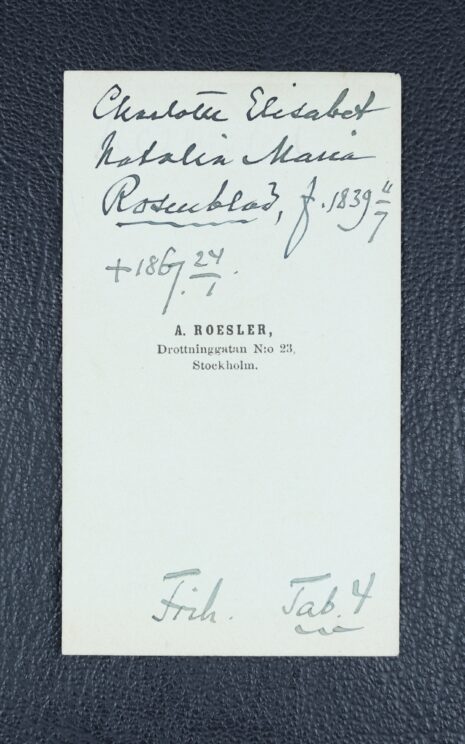 Charlotte Elisabet
Natalia Maria
Rosenblad, f. 1839 11/7
+ 1867. 24/1.
A. ROESLER,
Drottninggatan N:o 23,
Stockholm.
Frih. Tab. 4